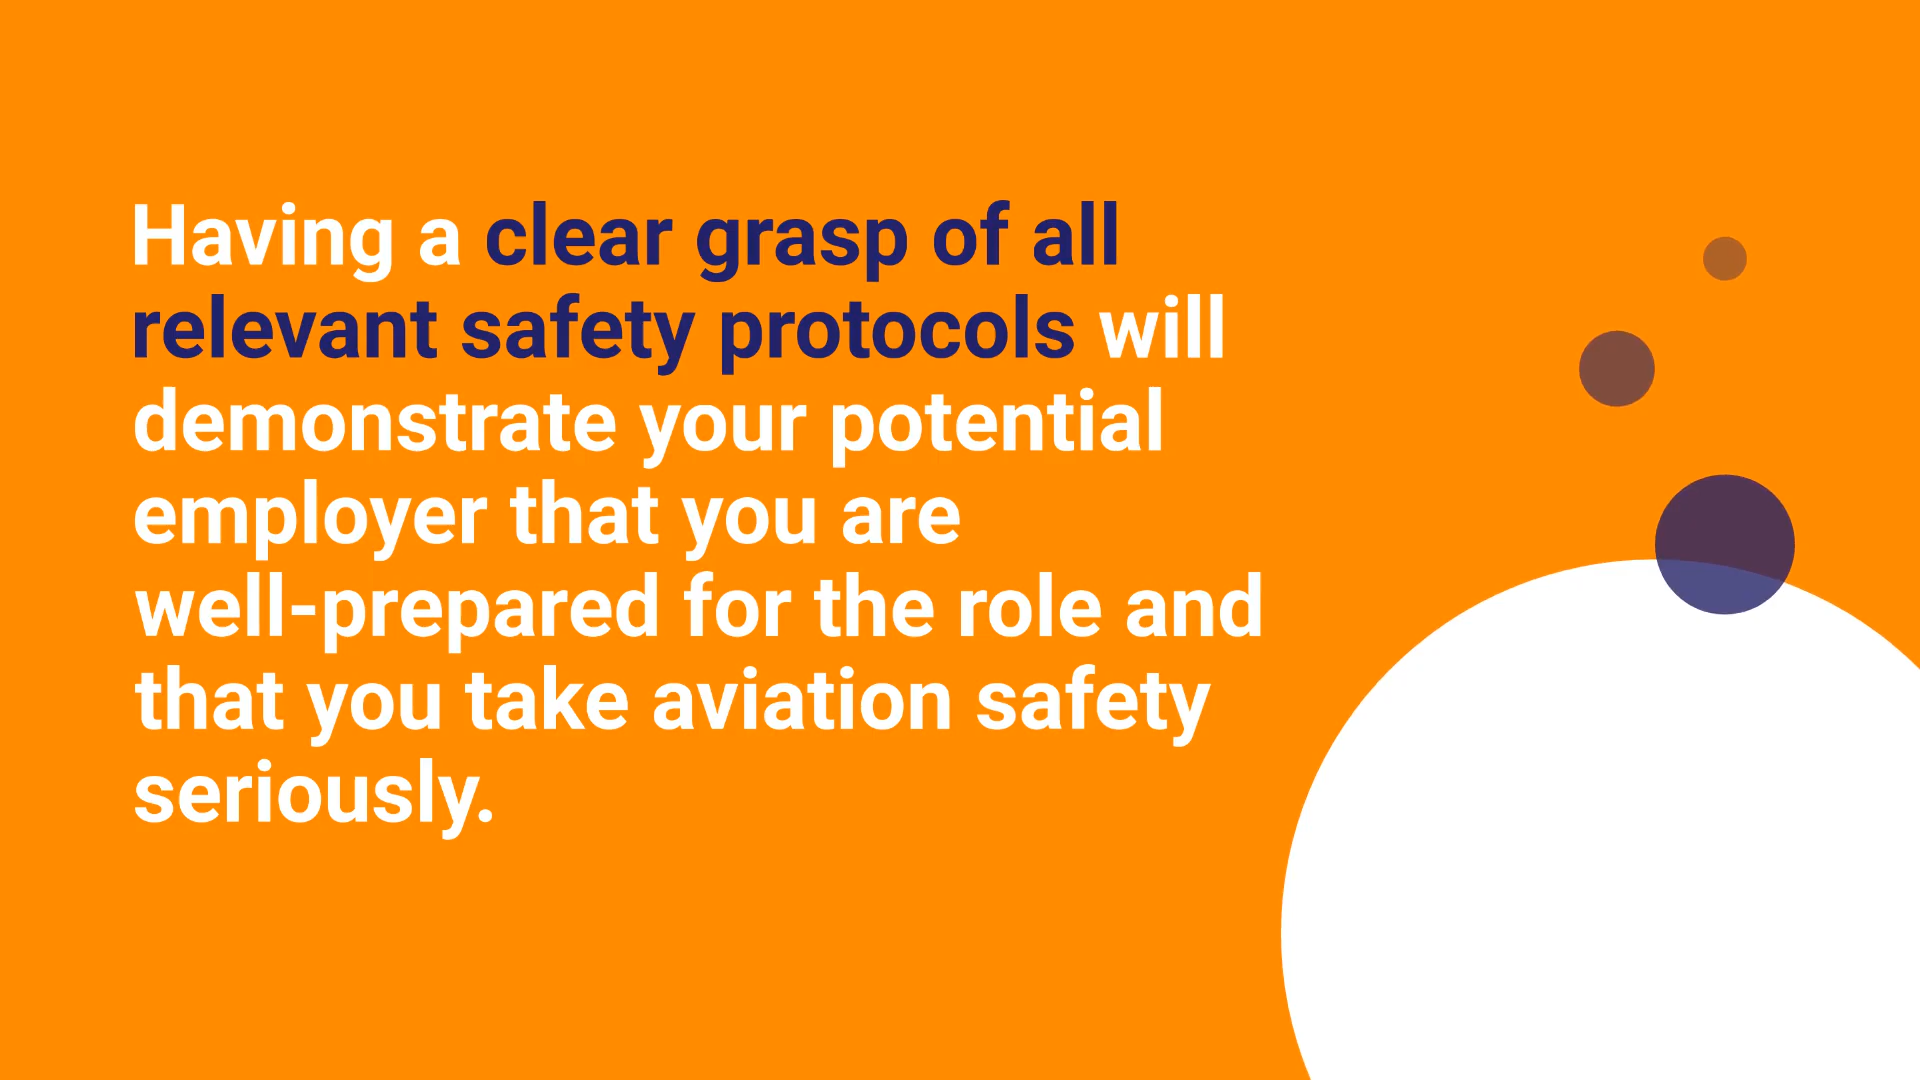 Having a clear grasp of all
relevant safety protocols will
demonstrate your potential
employer that you are
well-prepared for the role and
that you take aviation safety
seriously.